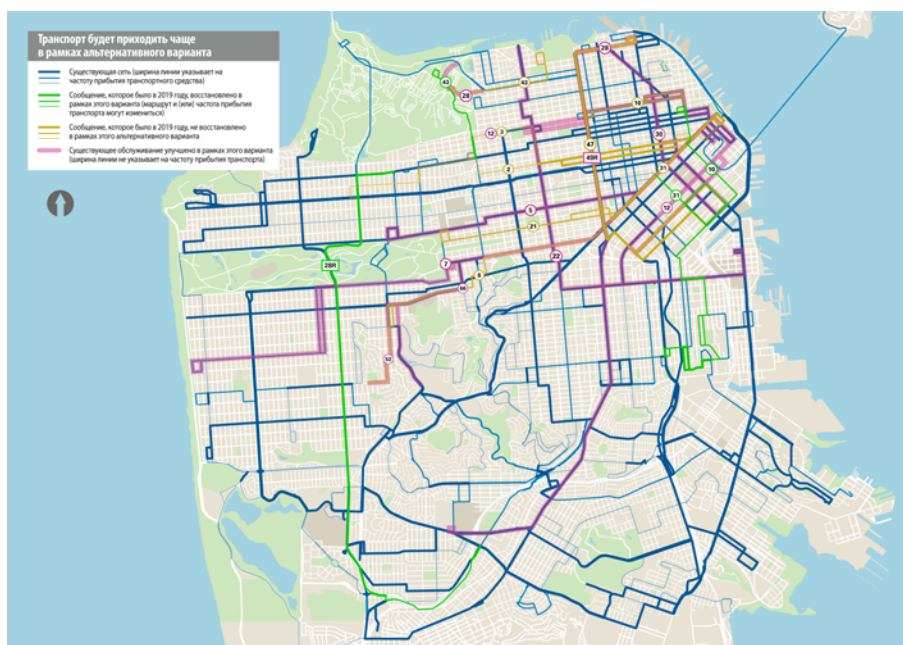 Транспорт будет приходить чаще
в рамках альтернативного варианта
Существующая сеть (ширина линии указывает на
частоту прибытия транспортного средства)
Сообщение, которое было в 2019 году, восстановлено в
рамках этого варианта (маршрут и (или) частота прибытия
транспорта могут измениться)
Сообщение, которое было в 2019 году, не восстановлено
в рамках этого альтернативного варианта
Существующее обслуживание улучшено в рамках этого варианта
(ширина линии не указывает на частоту прибытия транспорта)
28
43
43
28
10
12
3
30
47
49R
2
31
10
31
12
5
21
22
28R
7
6
66
52